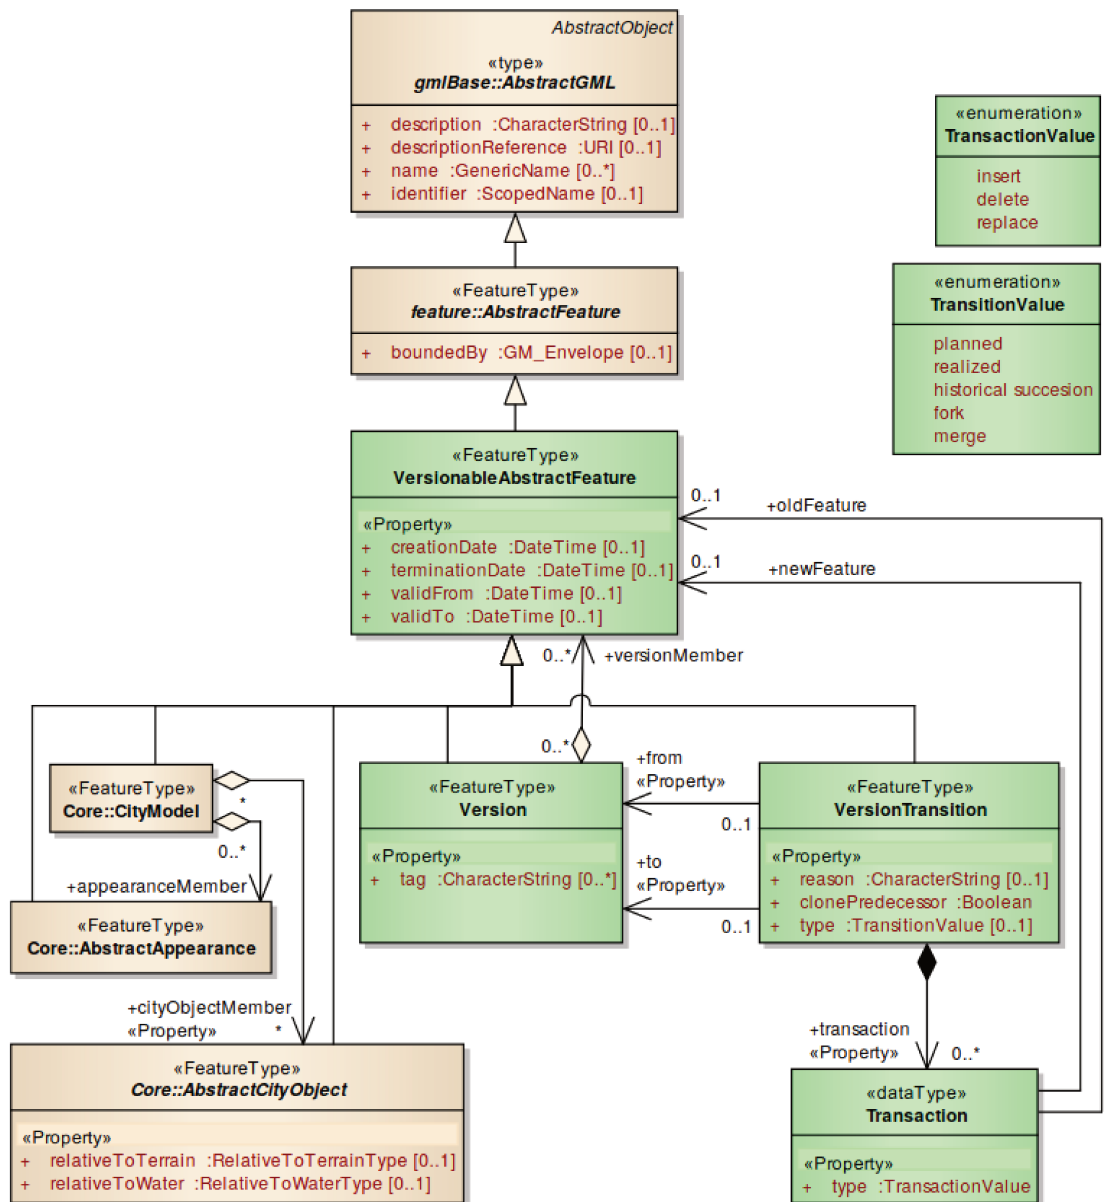 AbstractObject
«type»
gmlBase::AbstractGML
+ description :CharacterString [0..1]
+ descriptionReference :URI [0..1]
+ name :GenericName [0..*]
+ identifier :ScopedName [0..1]
«enumeration»
TransactionValue
insert
delete
replace
«FeatureType»
feature::AbstractFeature
+ boundedBy :GM_Envelope [0..1]
«enumeration»
TransitionValue
planned
realized
historical succesion
fork
merge
«FeatureType»
VersionableAbstractFeature
«Property»
+ creationDate :DateTime [0..1]
+ terminationDate :DateTime [0..1]
+ validFrom :DateTime [0..1]
+ validTo :DateTime [0..1]
0..1
+oldFeature
0..1
+newFeature
0..*
+versionMember
0..*
«FeatureType»
Core::CityModel
*
0..*
+appearanceMember
«FeatureType»
Core::AbstractAppearance
«FeatureType»
Version
«Property»
+ tag :CharacterString [0..*]
+from
«Property»
0..1
+to
«Property»
0..1
«FeatureType»
VersionTransition
«Property»
+ reason :CharacterString [0..1]
+ clonePredecessor :Boolean
+ type :TransitionValue [0..1]
+cityObjectMember
«Property»
*
«FeatureType»
Core::AbstractCityObject
«Property»
+ relativeToTerrain :RelativeToTerrainType [0..1]
+ relativeToWater :RelativeToWaterType [0..1]
+transaction
«Property»
0..*
«dataType»
Transaction
«Property»
+ type :TransactionValue